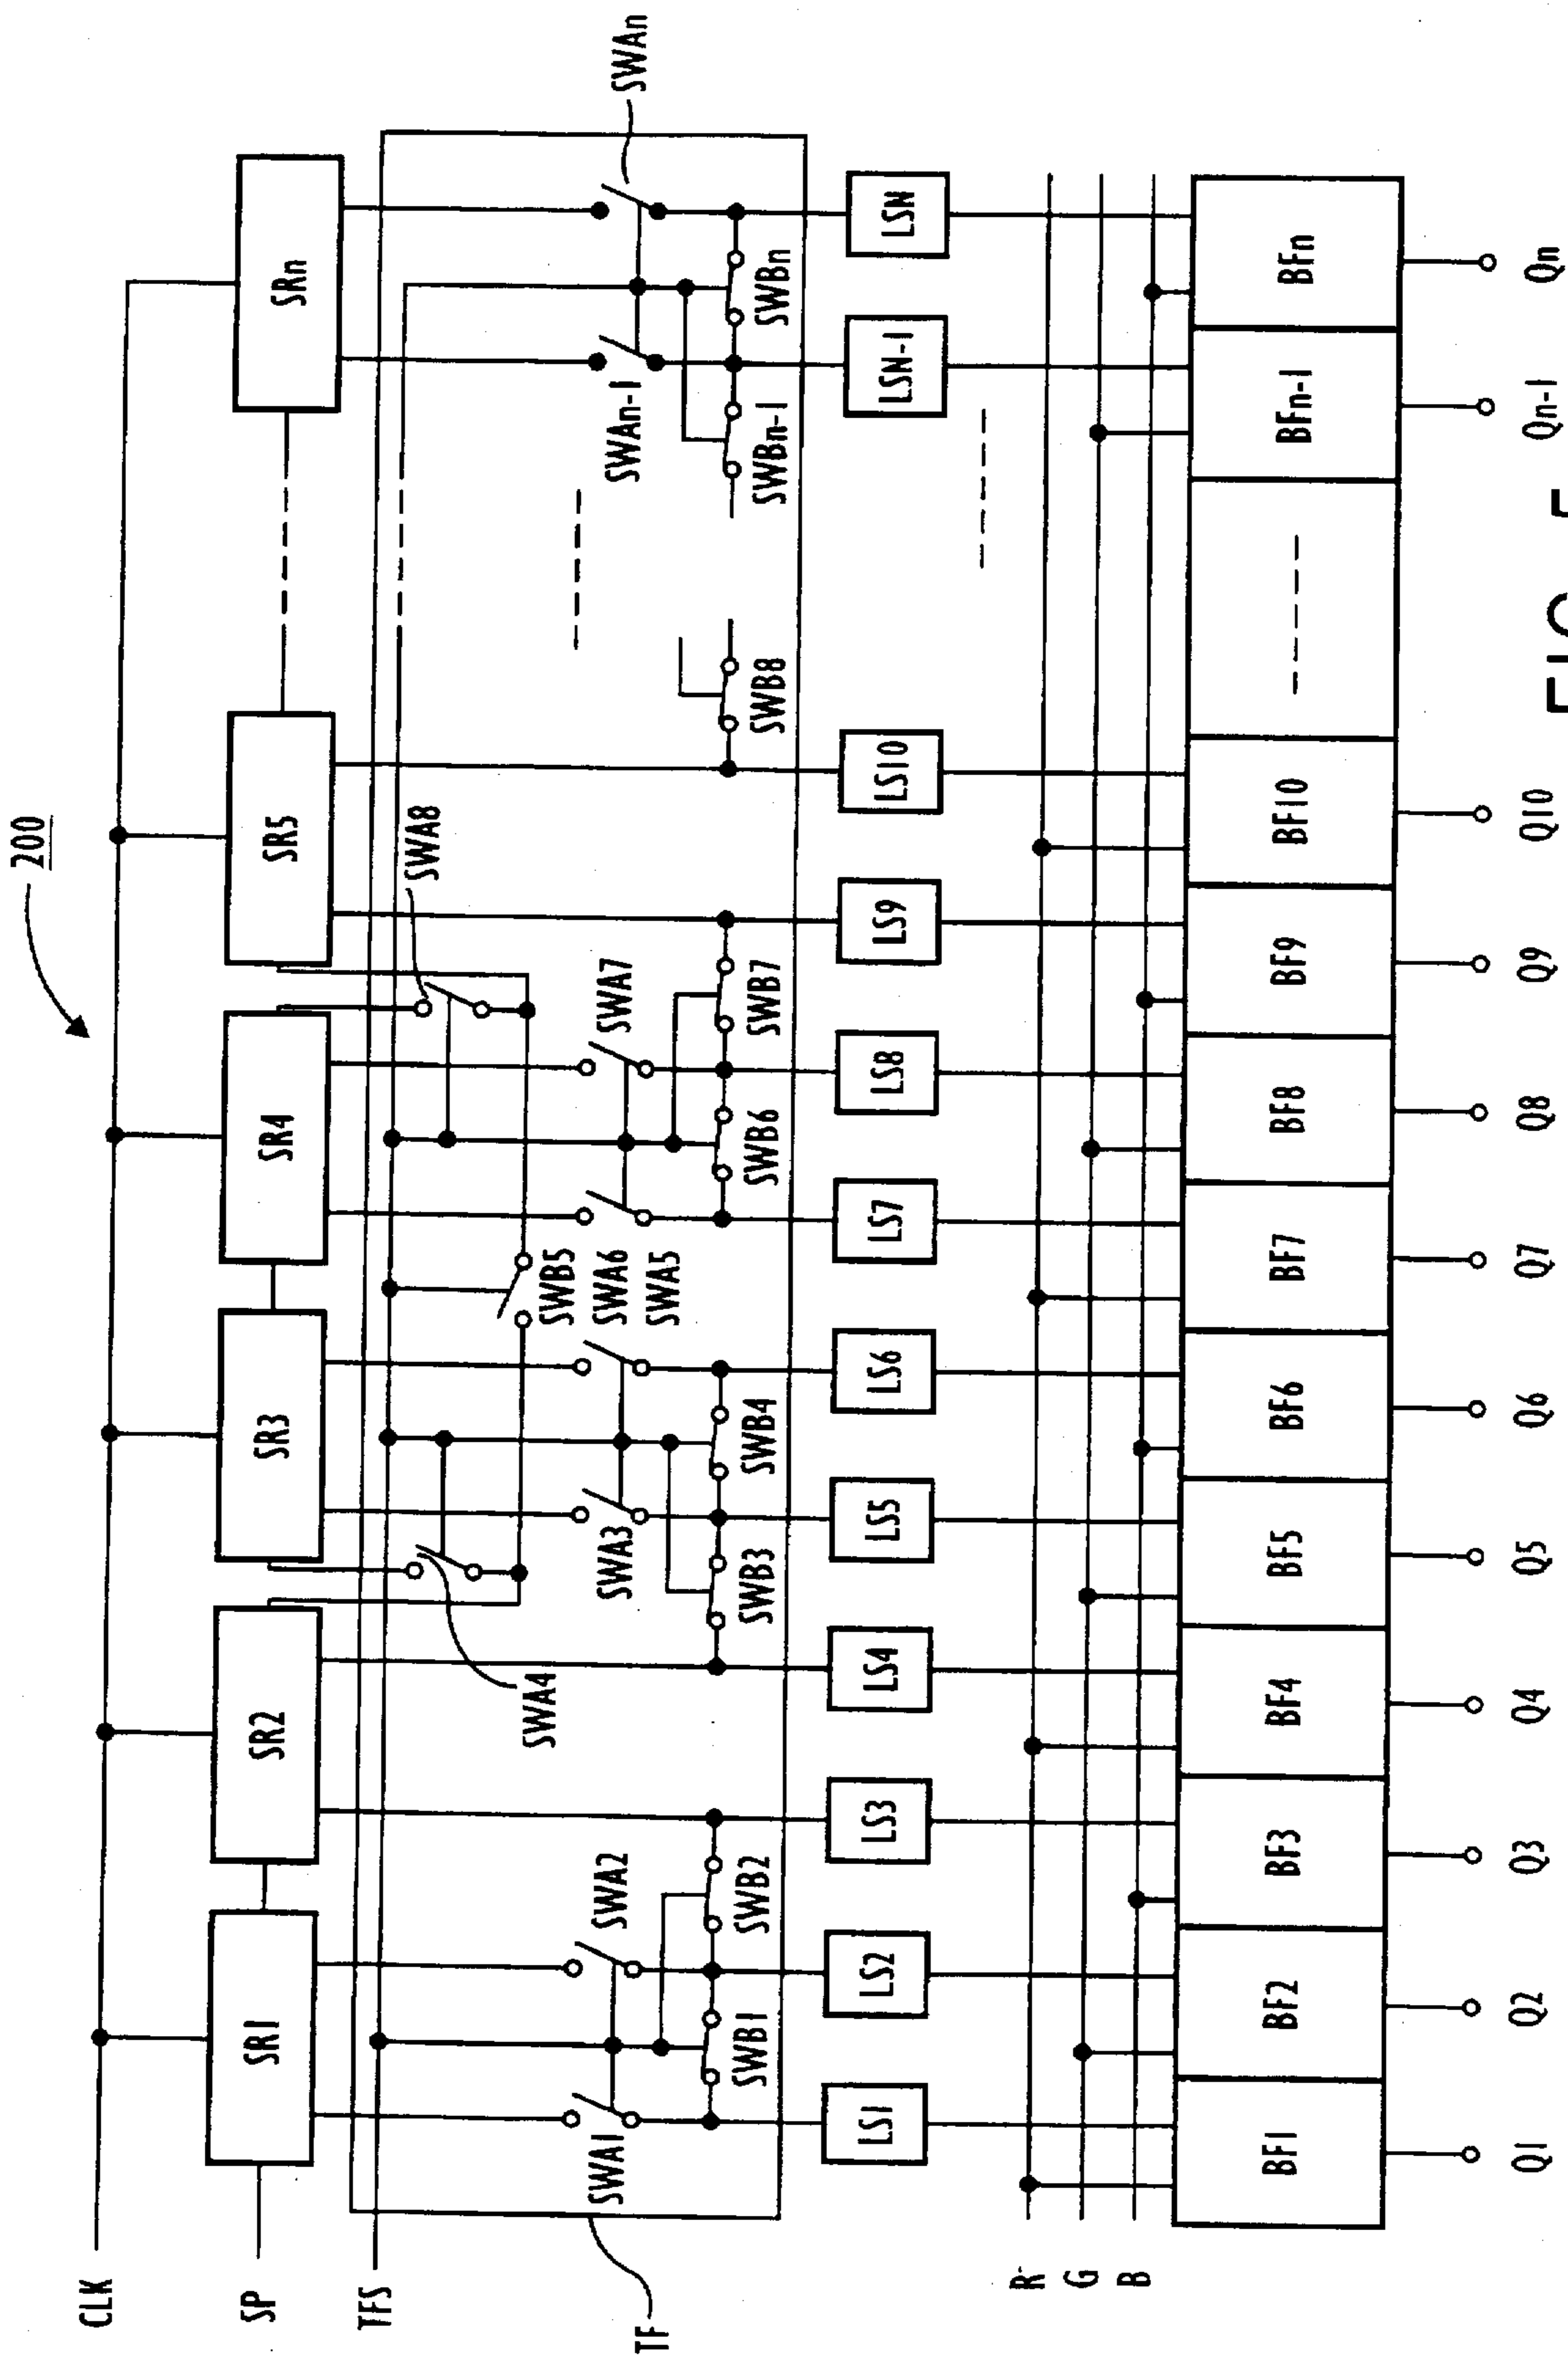 200
CLK
SP
TFS
TF
SR1 SR2 SR3 SR4 SR5 SRn
SWA4 SWA8
SWB5
SWA6
SWA5
SWA1 SWA2 SWA3 SWA7 SWAn-1 SWAn
SWB1 SWB2 SWB3 SWB4 SWB6 SWB7 SWB8 SWBn-1 SWBn
LS1 LS2 LS3 LS4 LS5 LS6 LS7 LS8 LS9 LS10 LSN-1 LSN
R
G
B
BF1 BF2 BF3 BF4 BF5 BF6 BF7 BF8 BF9 BF10 BFn-1 BFn
Q1 Q2 Q3 Q4 Q5 Q6 Q7 Q8 Q9 Q10 Qn-1 Qn